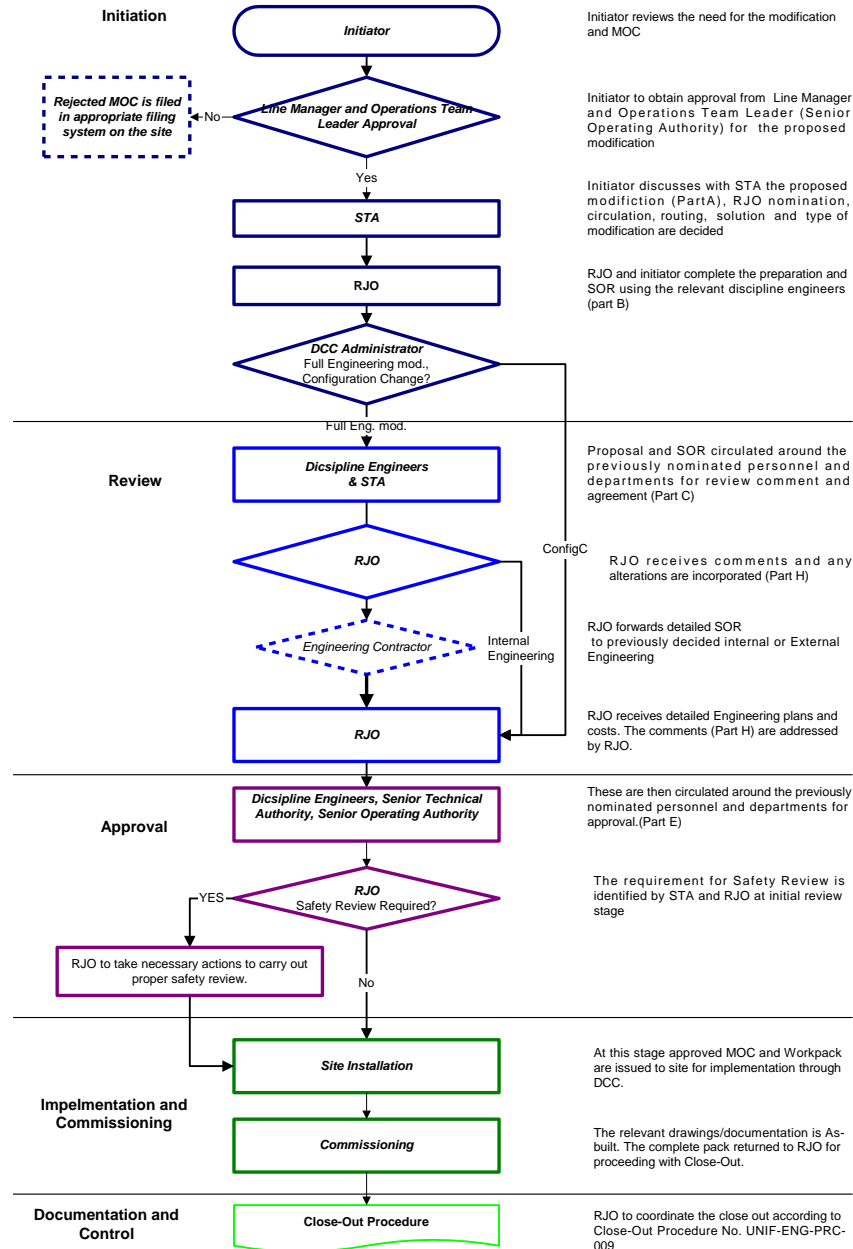 Initiation
Initiator
Initiator reviews the need for the modification
and MOC
Rejected MOC is filed
in appropriate filing
system on the site
No
Line Manager and Operations Team
Leader Approval
Initiator to obtain approval from Line Manager
and Operations Team Leader (Senior
Operating Authority) for the proposed
modification
Yes
STA
Initiator discusses with STA the proposed
modifiction (PartA), RJO nomination,
circulation, routing, solution and type of
modification are decided
RJO
RJO and initiator complete the preparation and
SOR using the relevant discipline engineers
(part B)
DCC Administrator
Full Engineering mod.,
Configuration Change?
Full Eng. mod.
Review
Dicsipline Engineers
& STA
Proposal and SOR circulated around the
previously nominated personnel and
departments for review comment and
agreement (Part C)
ConfigC
RJO
RJO receives comments and any
alterations are incorporated (Part H)
Engineering Contractor
Internal
Engineering
RJO forwards detailed SOR
to previously decided internal or External
Engineering
RJO
RJO receives detailed Engineering plans and
costs. The comments (Part H) are addressed
by RJO.
Approval
Dicsipline Engineers, Senior Technical
Authority, Senior Operating Authority
These are then circulated around the previously
nominated personnel and departments for
approval.(Part E)
YES
RJO
Safety Review Required?
The requirement for Safety Review is
identified by STA and RJO at initial review
stage
RJO to take necessary actions to carry out
proper safety review.
No
Impelmentation and
Commissioning
Site Installation
At this stage approved MOC and Workpack
are issued to site for implementation through
DCC.
Commissioning
The relevant drawings/documentation is As-
built. The complete pack returned to RJO for
proceeding with Close-Out.
Documentation and
Control
Close-Out Procedure
RJO to coordinate the close out according to
Close-Out Procedure No. UNIF-ENG-PRC-
009